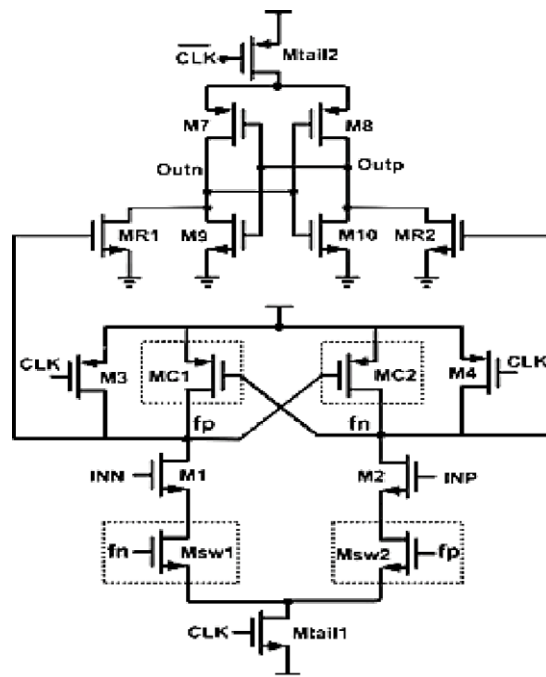 CLK Mtail2
M7 M8
Outn Outp
MR1 M9 M10 MR2
CLK M3 MC1 MC2 M4 CLK
fp fn
INN M1 M2 INP
fn Msw1 Msw2 fp
CLK Mtail1